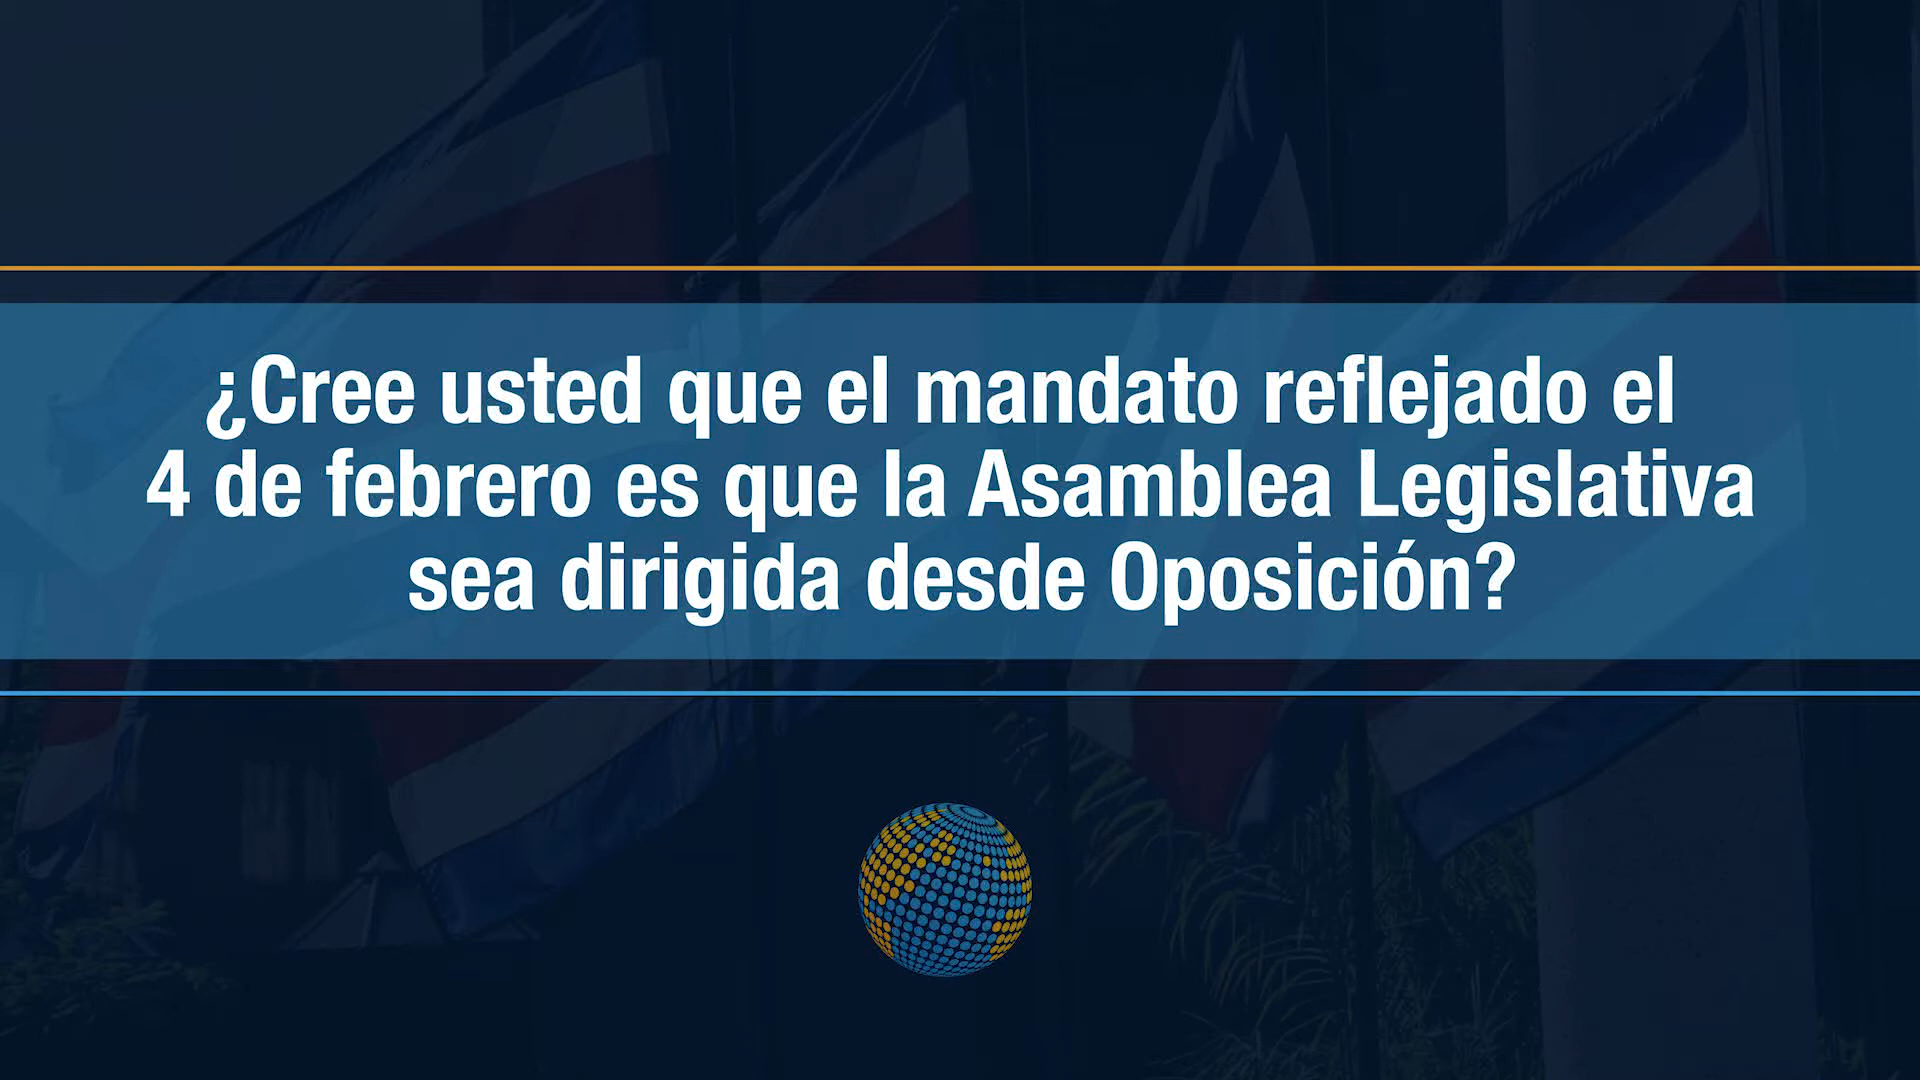 ¿Cree usted que el mandato reflejado el
4 de febrero es que la Asamblea Legislativa
sea dirigida desde Oposición?